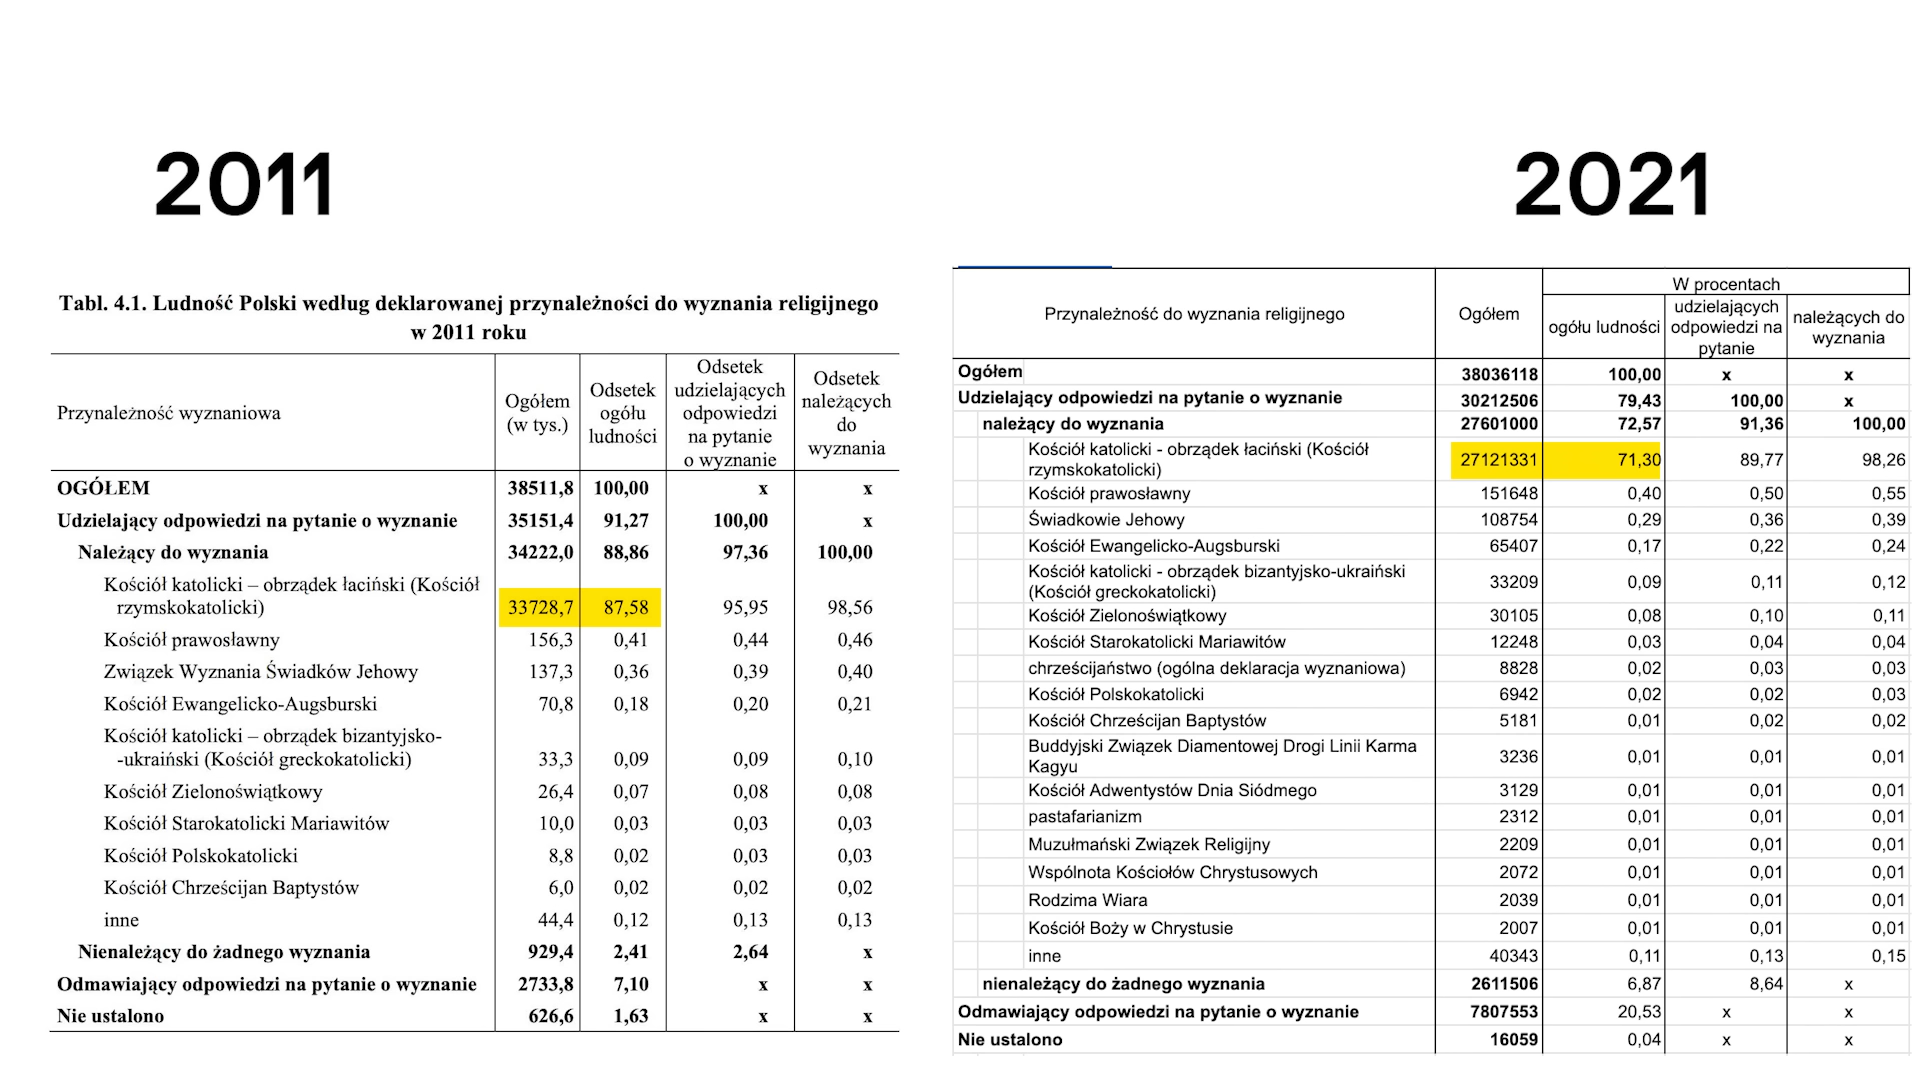 2011
2021
Tabl. 4.1. Ludność Polski według deklarowanej przynależności do wyznania religijnego
w 2011 roku
Przynależność wyznaniowa
Ogółem
(w tys.)
Odsetek
ogółu
ludności
Odsetek
udzielających
odpowiedzi
na pytanie
o wyznanie
Odsetek
należących
do
wyznania
OGÓŁEM 38511,8 100,00 x x
Udzielający odpowiedzi na pytanie o wyznanie 35151,4 91,27 100,00 x
Należący do wyznania 34222,0 88,86 97,36 100,00
Kościół katolicki – obrządek łaciński (Kościół
rzymskokatolicki) 33728,7 87,58 95,95 98,56
Kościół prawosławny 156,3 0,41 0,44 0,46
Związek Wyznania Świadków Jehowy 137,3 0,36 0,39 0,40
Kościół Ewangelicko-Augsburski 70,8 0,18 0,20 0,21
Kościół katolicki – obrządek bizantyjsko-
-ukraiński (Kościół greckokatolicki) 33,3 0,09 0,09 0,10
Kościół Zielonoświątkowy 26,4 0,07 0,08 0,08
Kościół Starokatolicki Mariawitów 10,0 0,03 0,03 0,03
Kościół Polskokatolicki 8,8 0,02 0,03 0,03
Kościół Chrześcijan Baptystów 6,0 0,02 0,02 0,02
inne 44,4 0,12 0,13 0,13
Nienależący do żadnego wyznania 929,4 2,41 2,64 x
Odmawiający odpowiedzi na pytanie o wyznanie 2733,8 7,10 x x
Nie ustalono 626,6 1,63 x x
Przynależność do wyznania religijnego
Ogółem
W procentach
ogółu ludności
udzielających
odpowiedzi na
pytanie
należących do
wyznania
Ogółem 38036118 100,00 x x
Udzielający odpowiedzi na pytanie o wyznanie 30212506 79,43 100,00 x
należący do wyznania 27601000 72,57 91,36 100,00
Kościół katolicki - obrządek łaciński (Kościół
rzymskokatolicki) 27121331 71,30 89,77 98,26
Kościół prawosławny 151648 0,40 0,50 0,55
Świadkowie Jehowy 108754 0,29 0,36 0,39
Kościół Ewangelicko-Augsburski 65407 0,17 0,22 0,24
Kościół katolicki - obrządek bizantyjsko-ukraiński
(Kościół greckokatolicki) 33209 0,09 0,11 0,12
Kościół Zielonoświątkowy 30105 0,08 0,10 0,11
Kościół Starokatolicki Mariawitów 12248 0,03 0,04 0,04
chrześcijaństwo (ogólna deklaracja wyznaniowa) 8828 0,02 0,03 0,03
Kościół Polskokatolicki 6942 0,02 0,02 0,03
Kościół Chrześcijan Baptystów 5181 0,01 0,02 0,02
Buddyjski Związek Diamentowej Drogi Linii Karma
Kagyu 3236 0,01 0,01 0,01
Kościół Adwentystów Dnia Siódmego 3129 0,01 0,01 0,01
pastafarianizm 2312 0,01 0,01 0,01
Muzułmański Związek Religijny 2209 0,01 0,01 0,01
Wspólnota Kościołów Chrystusowych 2072 0,01 0,01 0,01
Rodzima Wiara 2039 0,01 0,01 0,01
Kościół Boży w Chrystusie 2007 0,01 0,01 0,01
inne 40343 0,11 0,13 0,15
nienależący do żadnego wyznania 2611506 6,87 8,64 x
Odmawiający odpowiedzi na pytanie o wyznanie 7807553 20,53 x x
Nie ustalono 16059 0,04 x x